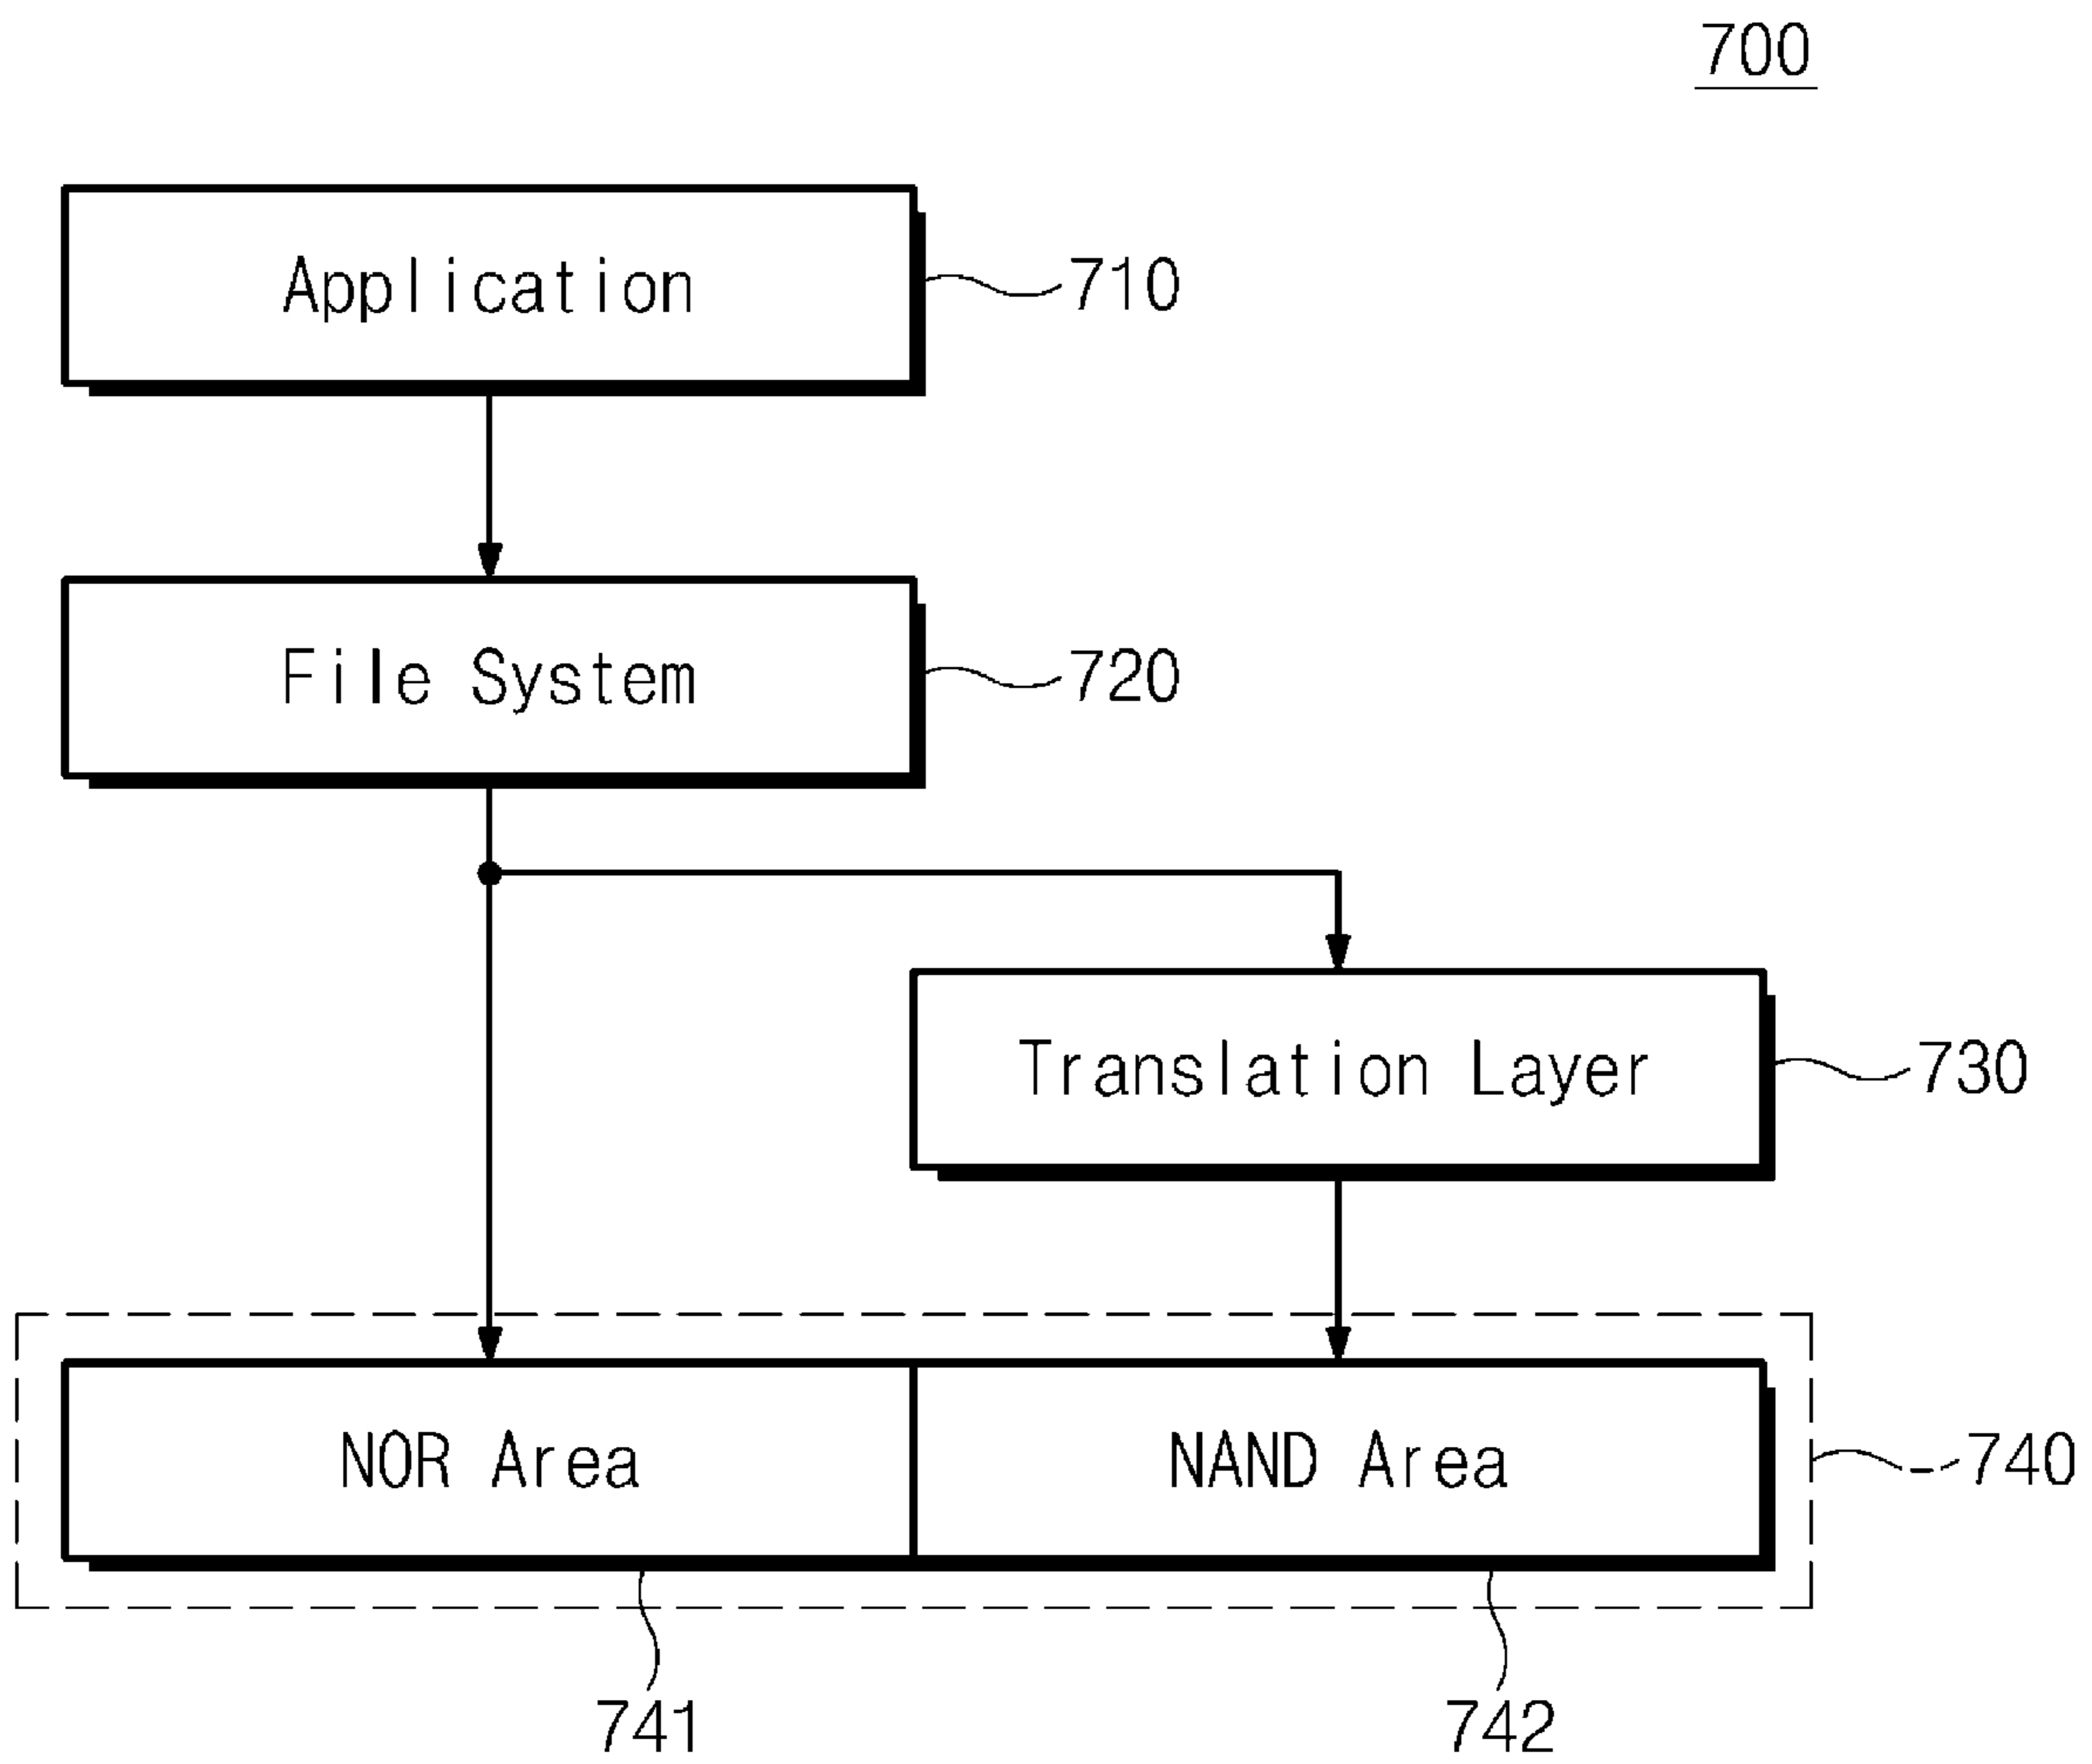 700
Application
710
File System
720
Translation Layer
730
NOR Area
NAND Area
740
741
742